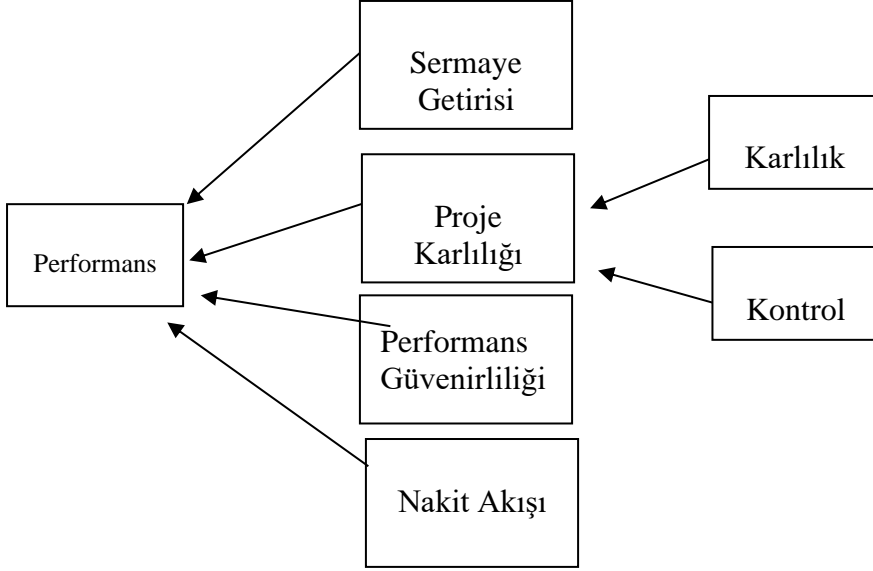 Sermaye
Getirisi
Karlılık
Proje
Karlılığı
Performans
Kontrol
Performans
Güvenirliliği
Nakit Akışı